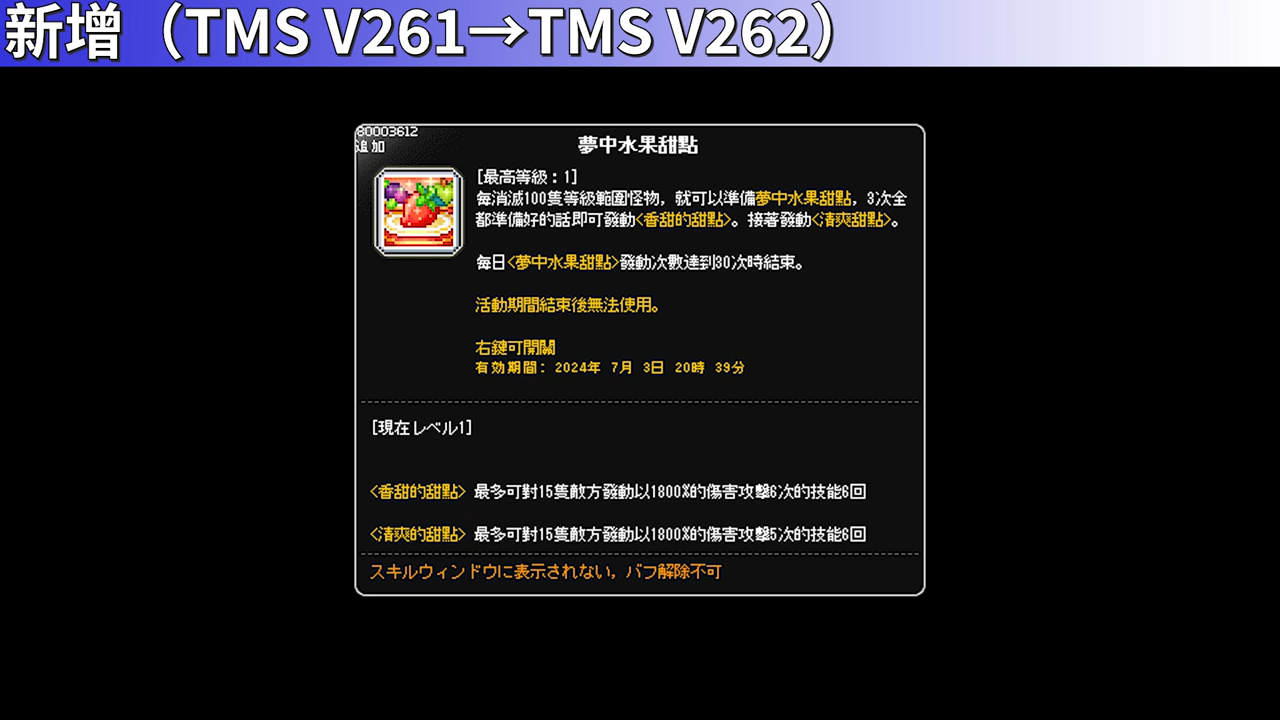 新增（TMS V261→TMS V262）
80003612
追加
夢中水果甜點
[最高等級：1]
每消滅100隻等級範圍怪物，就可以準備夢中水果甜點，3次全
都準備好的話即可發動<香甜的甜點>。接著發動<清爽甜點>。
每日<夢中水果甜點>發動次數達到30次時結束。
活動期間結束後無法使用。
右鍵可開關
有効期間： 2024年 7月 3日 20時 39分
[現在レベル1]
<香甜的甜點> 最多可對15隻敵方發動以1800%的傷害攻擊6次的技能6回
<清爽的甜點> 最多可對15隻敵方發動以1800%的傷害攻擊5次的技能6回
スキルウィンドウに表示されない，バフ解除不可